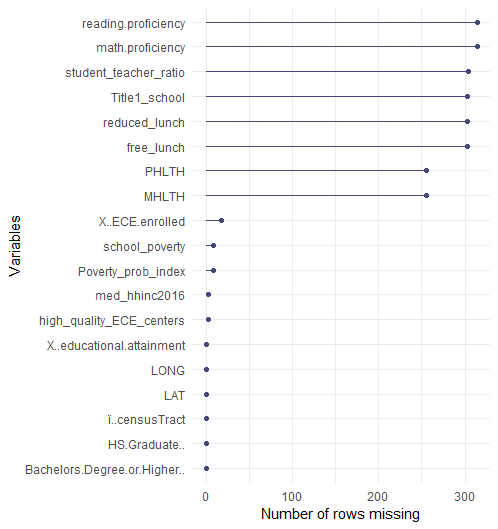 reading.proficiency
math.proficiency
student_teacher_ratio
Title1_school
reduced_lunch
free_lunch
PHLTH
MHLTH
X..ECE.enrolled
school_poverty
Poverty_prob_index
med_hhinc2016
high_quality_ECE_centers
X..educational.attainment
LONG
LAT
ï..censusTract
HS.Graduate..
Bachelors.Degree.or.Higher..
Variables
0 100 200 300
Number of rows missing